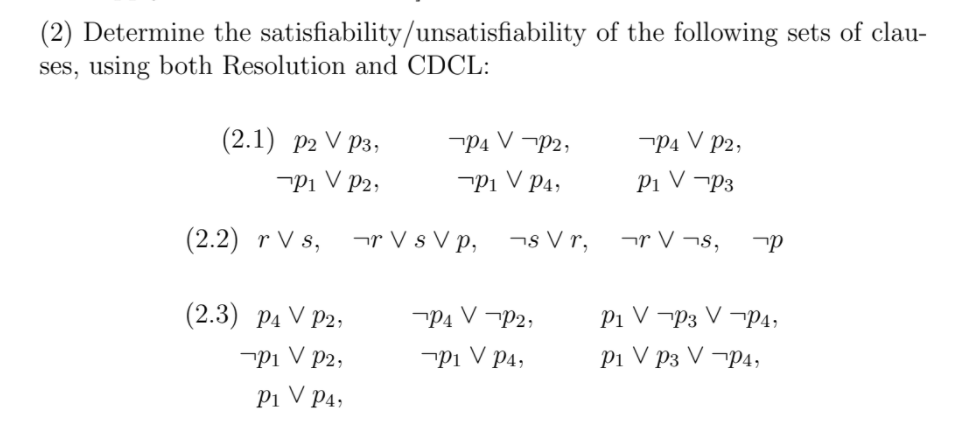 (2) Determine the satisfiability/unsatisfiability of the following sets of clau-
ses, using both Resolution and CDCL:
(2.1) p₂ ∨ p₃, ¬p₄ ∨ ¬p₂, ¬p₄ ∨ p₂,
¬p₁ ∨ p₂, ¬p₁ ∨ p₄, p₁ ∨ ¬p₃
(2.2) r ∨ s, ¬r ∨ s ∨ p, ¬s ∨ r, ¬r ∨ ¬s, ¬p
(2.3) p₄ ∨ p₂, ¬p₄ ∨ ¬p₂, p₁ ∨ ¬p₃ ∨ ¬p₄,
¬p₁ ∨ p₂, ¬p₁ ∨ p₄, p₁ ∨ p₃ ∨ ¬p₄,
p₁ ∨ p₄,